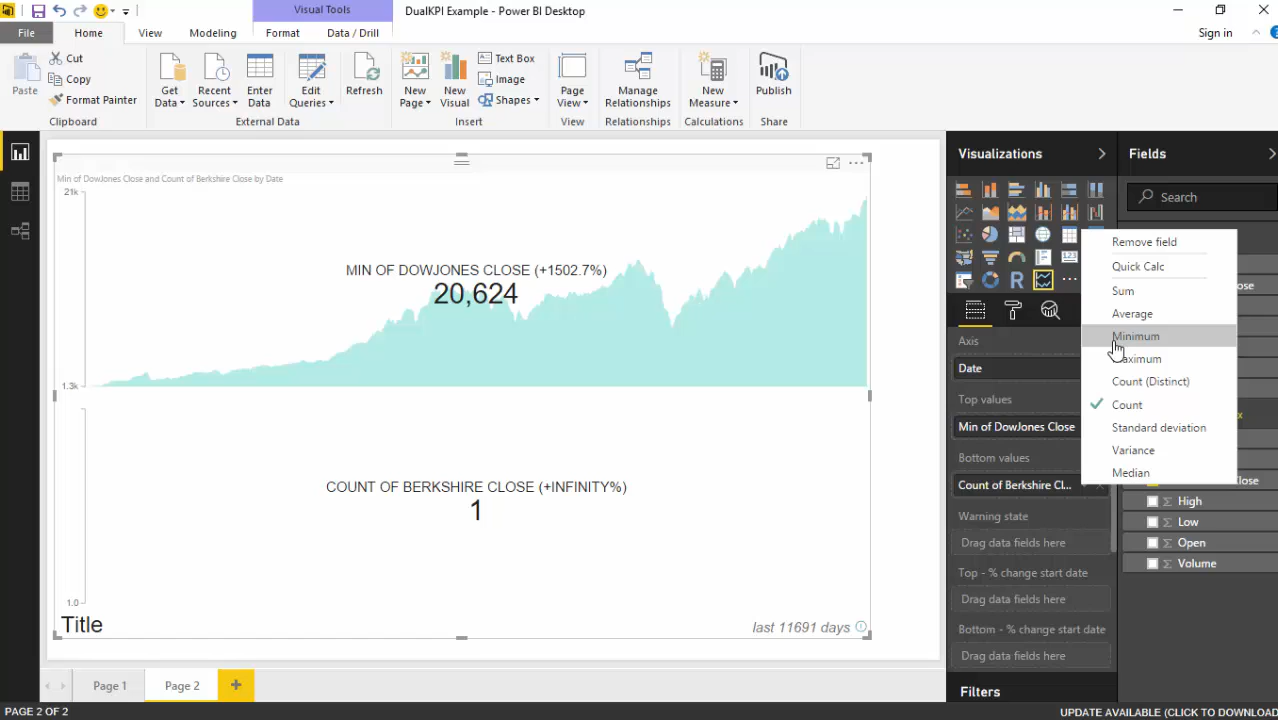 DualKPI Example - Power BI Desktop
Visual Tools
Sign in
File
Home
View
Modeling
Format
Data / Drill
Paste
Cut
Copy
Format Painter
Clipboard
Get Data
Recent Sources
Enter Data
Edit Queries
Refresh
External Data
New Page
New Visual
Text Box
Image
Shapes
Insert
Page View
View
Manage Relationships
Relationships
New Measure
Calculations
Publish
Share
Min of DowJones Close and Count of Berkshire Close by Date
21k
MIN OF DOWJONES CLOSE (+1502.7%)
20,624
1.3k
COUNT OF BERKSHIRE CLOSE (+INFINITY%)
1
1.0
Title
last 11691 days
Visualizations
R
Axis
Date
Top values
Min of DowJones Close
Bottom values
Count of Berkshire Cl...
Warning state
Drag data fields here
Top - % change start date
Drag data fields here
Bottom - % change start date
Drag data fields here
Filters
Remove field
Quick Calc
Sum
Average
Minimum
Maximum
Count (Distinct)
Count
Standard deviation
Variance
Median
Fields
Search
High
Low
Open
Volume
Page 1
Page 2
PAGE 2 OF 2
UPDATE AVAILABLE (CLICK TO DOWNLOAD